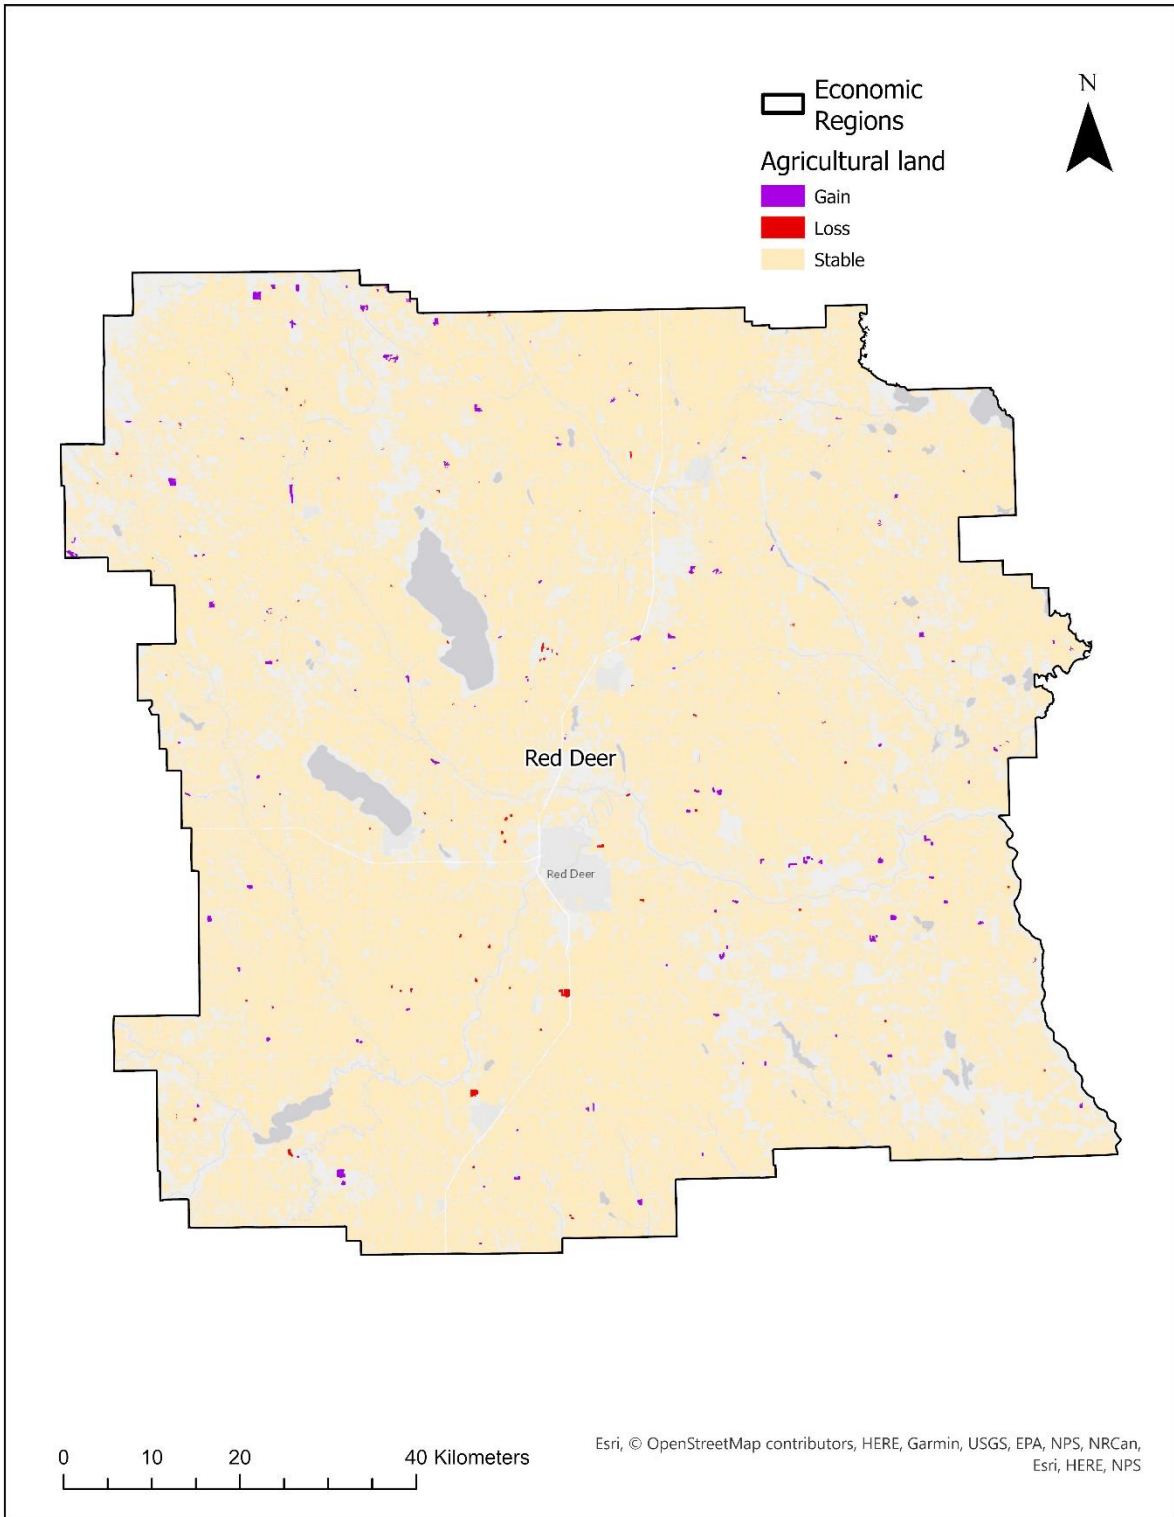 N
Economic
Regions
Agricultural land
Gain
Loss
Stable
Red Deer
Red Deer
0 10 20 40 Kilometers
Esri, © OpenStreetMap contributors, HERE, Garmin, USGS, EPA, NPS, NRCan,
Esri, HERE, NPS